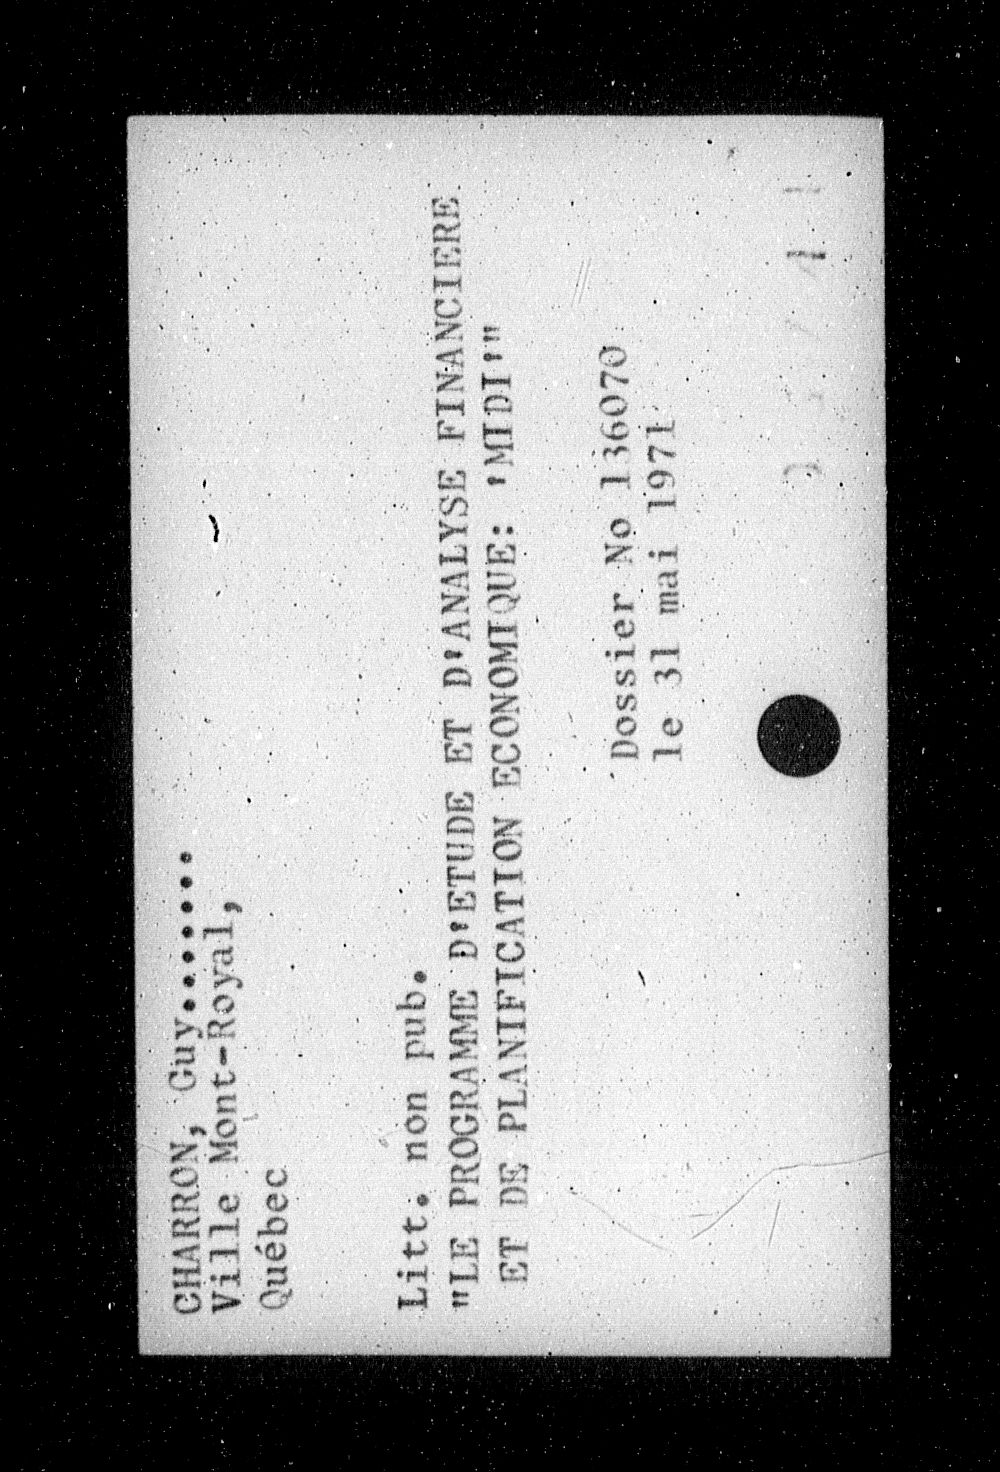 CHARRON, Guy.......
Ville Mont-Royal,
Québec
Litt. non pub.
"LE PROGRAMME D'ETUDE ET D'ANALYSE FINANCIERE
ET DE PLANIFICATION ECONOMIQUE: 'MIDI'"
Dossier No 136070
le 31 mai 1971